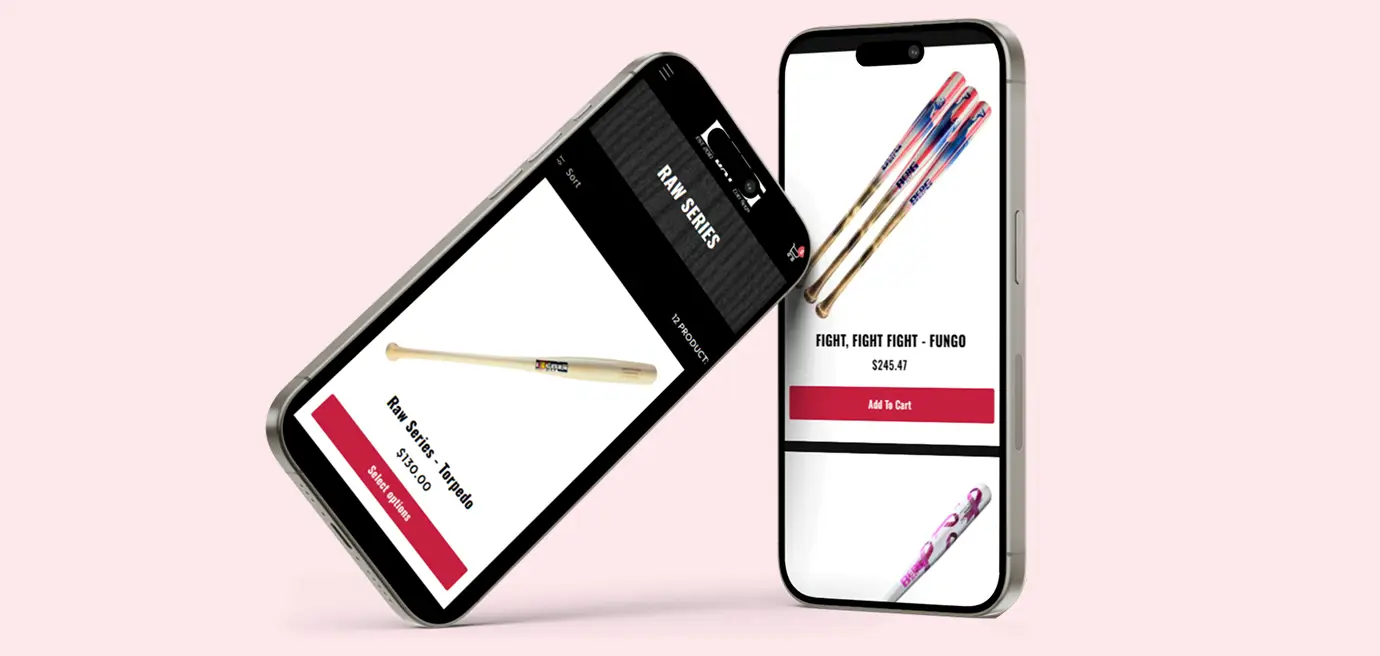 RAW SERIES
Sort
12 PRODUCT
Raw Series - Torpedo
$130.00
Select options
FIGHT, FIGHT FIGHT - FUNGO
$245.47
Add To Cart